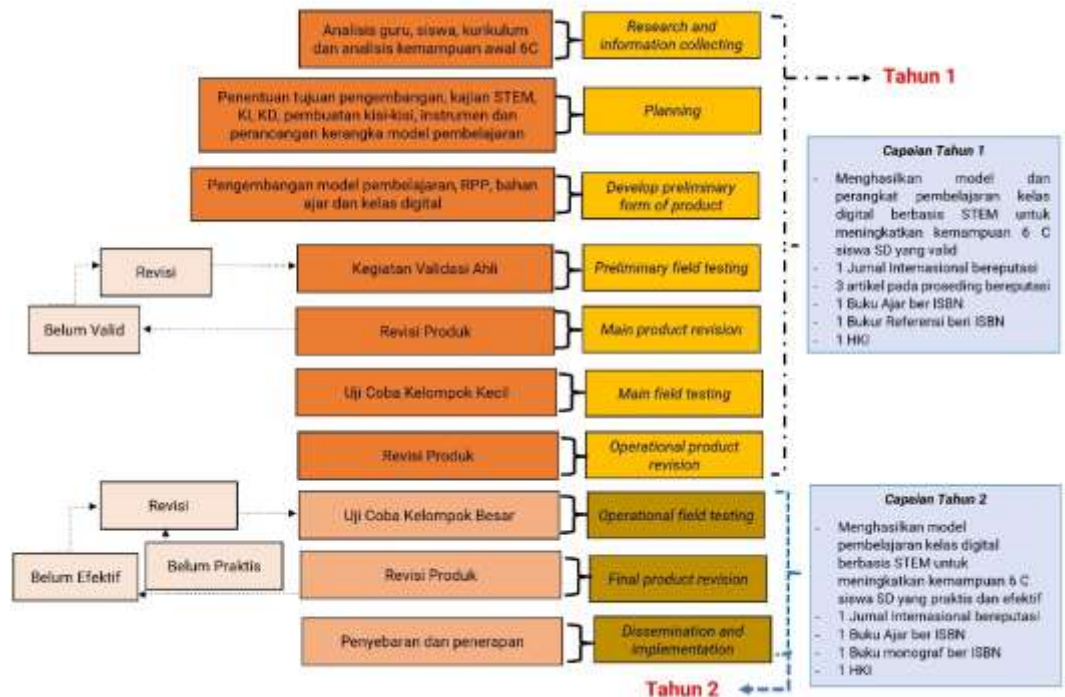 Analisis guru, siswa, kurikulum
dan analisis kemampuan awal 6C
Research and
information collecting
Tahun 1
Penentuan tujuan pengembangan, kajian STEM,
KI, KD, pembuatan kisi-kisi, instrumen dan
perancangan kerangka model pembelajaran
Planning
Pengembangan model pembelajaran, RPP, bahan
ajar dan kelas digital
Develop preliminary
form of product
Capaian Tahun 1
- Menghasilkan model dan
perangkat pembelajaran kelas
digital berbasis STEM untuk
meningkatkan kemampuan 6 C
siswa SD yang valid
- 1 Jurnal Internasional bereputasi
- 3 artikel pada proseding bereputasi
- 1 Buku Ajar ber ISBN
- 1 Bukur Referensi beri ISBN
- 1 HKI
Revisi
Kegiatan Validasi Ahli
Preliminary field testing
Belum Valid
Revisi Produk
Main product revision
Uji Coba Kelompok Kecil
Main field testing
Revisi Produk
Operational product
revision
Revisi
Uji Coba Kelompok Besar
Operational field testing
Belum Efektif
Belum Praktis
Revisi Produk
Final product revision
Penyebaran dan penerapan
Dissemination and
implementation
Capaian Tahun 2
- Menghasilkan model
pembelajaran kelas digital
berbasis STEM untuk
meningkatkan kemampuan 6 C
siswa SD yang praktis dan efektif
- 1 Jurnal internasional bereputasi
- 1 Buku Ajar ber ISBN
- 1 Buku monograf ber ISBN
- 1 HKI
Tahun 2